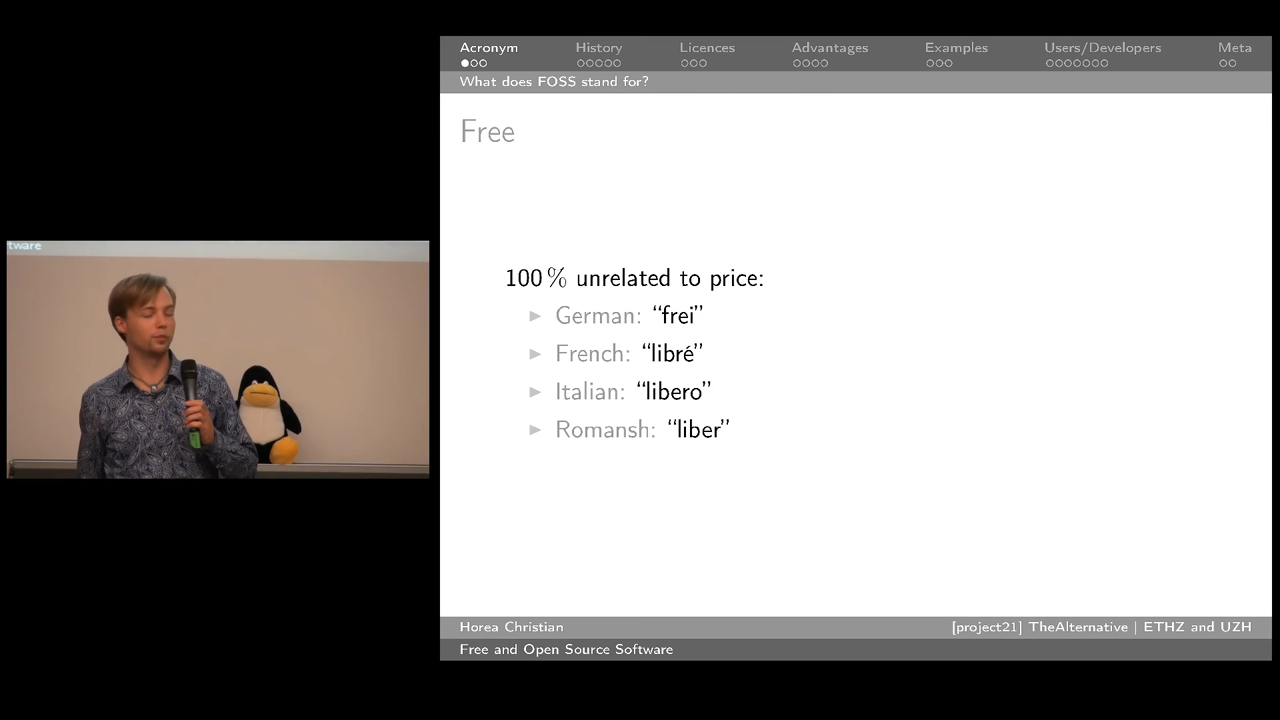 Acronym History Licences Advantages Examples Users/Developers Meta
What does FOSS stand for?
Free
tware
100 % unrelated to price:
German: “frei”
French: “libré”
Italian: “libero”
Romansh: “liber”
Horea Christian [project21] TheAlternative | ETHZ and UZH
Free and Open Source Software